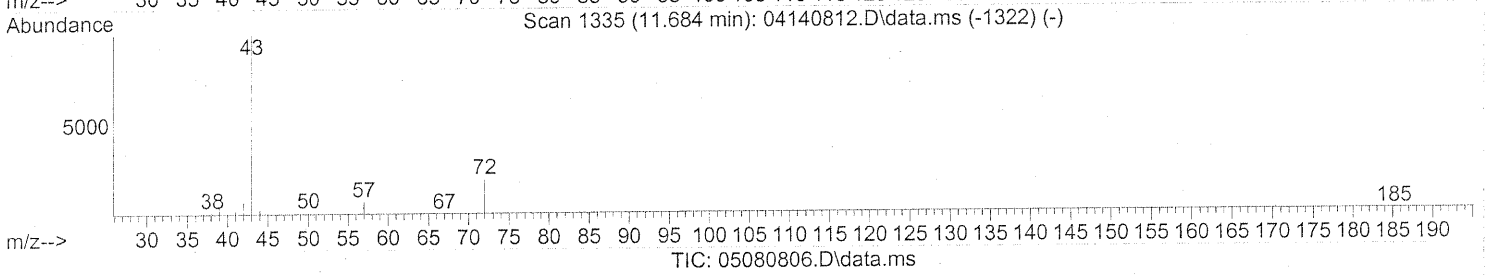 Scan 1335 (11.684 min): 04140812.D\data.ms (-1322) (-)
Abundance
43
5000
72
57
38 50 67 185
m/z--> 30 35 40 45 50 55 60 65 70 75 80 85 90 95 100 105 110 115 120 125 130 135 140 145 150 155 160 165 170 175 180 185 190
TIC: 05080806.D\data.ms